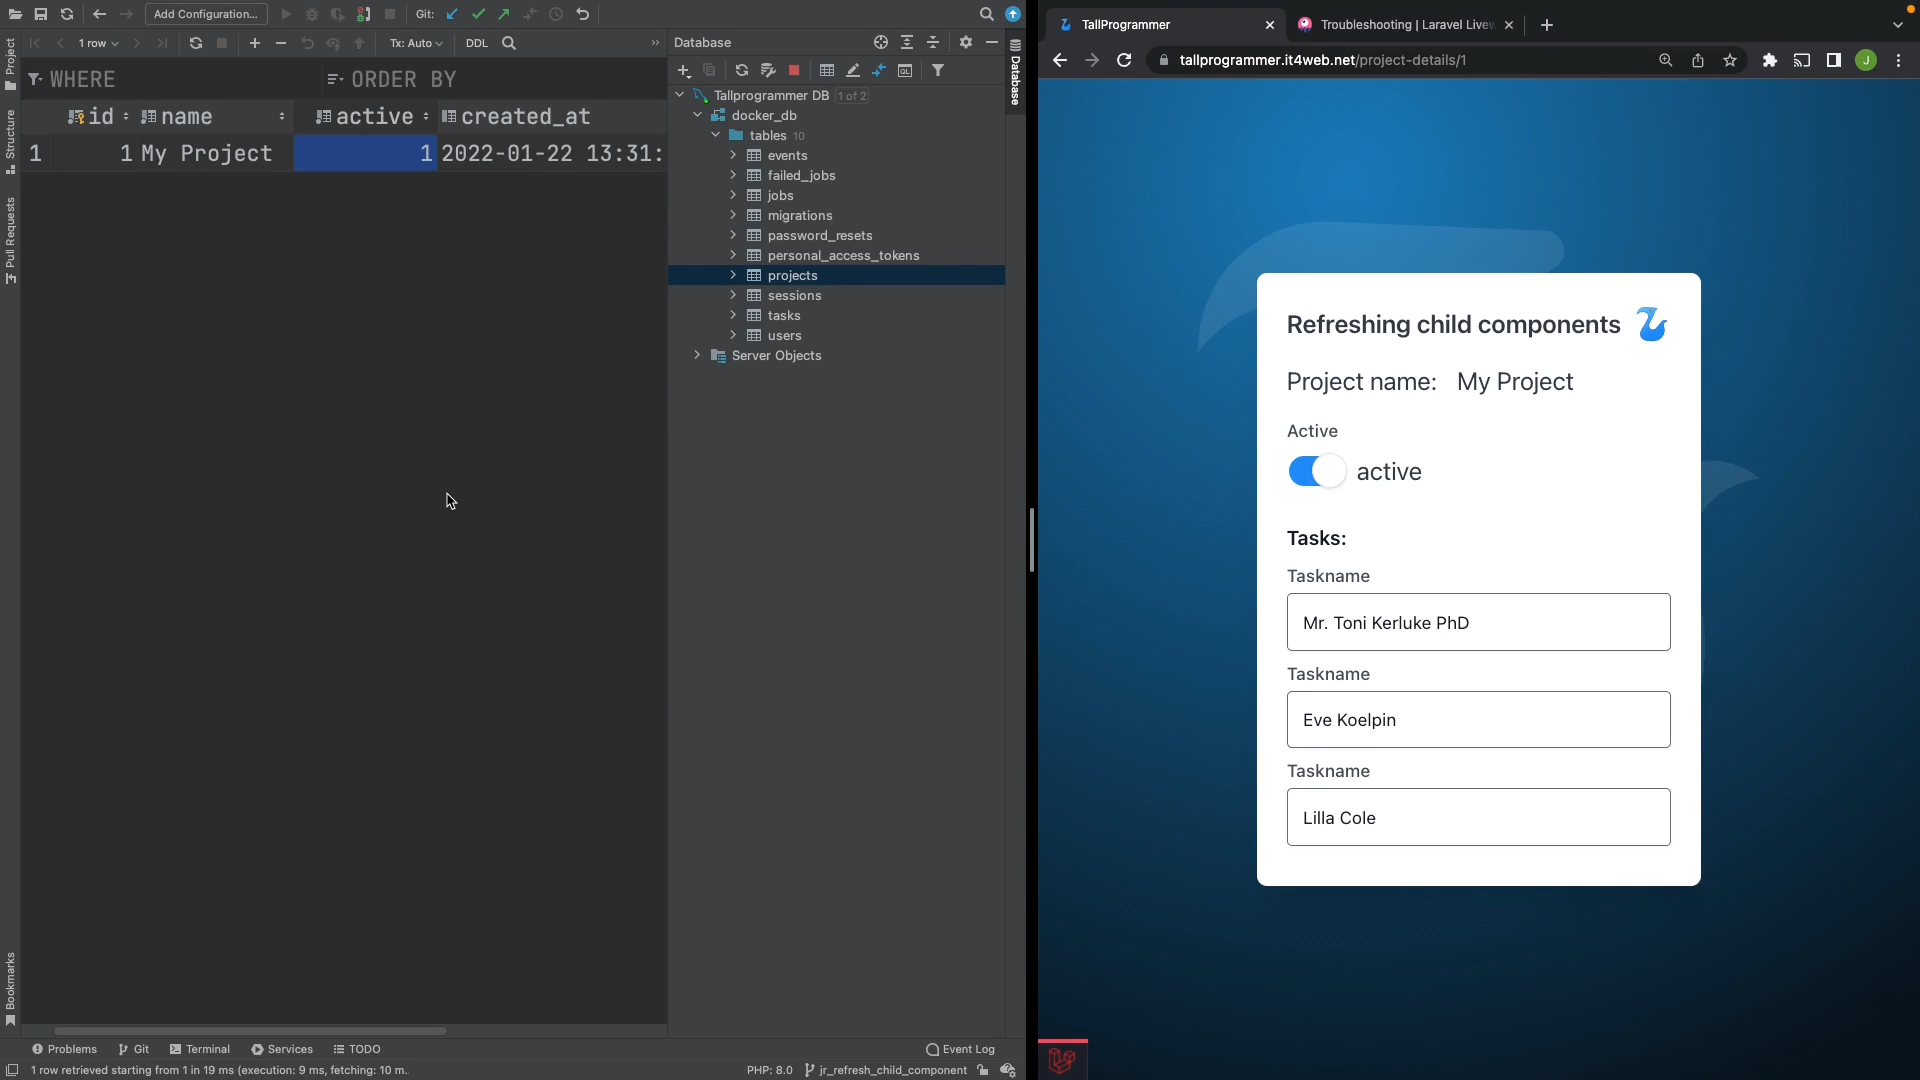 Add Configuration...
Git:
1 row
Tx: Auto
DDL
»
WHERE
ORDER BY
id
name
active
created_at
1
1
My Project
1
2022-01-22 13:31:
Project
Structure
Pull Requests
Bookmarks
Database
Database
Tallprogrammer DB 1 of 2
docker_db
tables 10
events
failed_jobs
jobs
migrations
password_resets
personal_access_tokens
projects
sessions
tasks
users
Server Objects
Problems
Git
Terminal
Services
TODO
Event Log
1 row retrieved starting from 1 in 19 ms (execution: 9 ms, fetching: 10 m..
PHP: 8.0
jr_refresh_child_component
TallProgrammer
Troubleshooting | Laravel Livew
tallprogrammer.it4web.net/project-details/1
J
Refreshing child components
Project name: My Project
Active
active
Tasks:
Taskname
Mr. Toni Kerluke PhD
Taskname
Eve Koelpin
Taskname
Lilla Cole